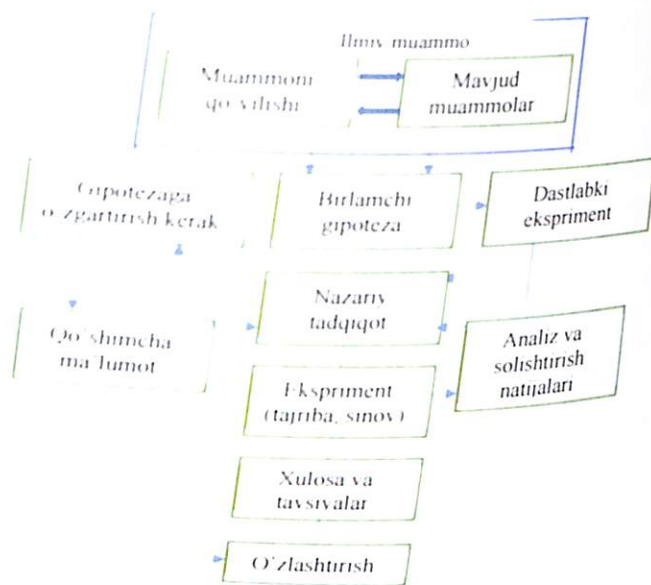 Ilmiy muammo
Muammoni
qo'yilishi
Mavjud
muammolar
Gipotezaga
o'zgartirish kerak
Birlamchi
gipoteza
Dastlabki
ekspriment
Nazariy
tadqiqot
Qo'shimcha
ma'lumot
Analiz va
solishtirish
natijalari
Ekspriment
(tajriba, sinov)
Xulosa va
tavsiyalar
O'zlashtirish